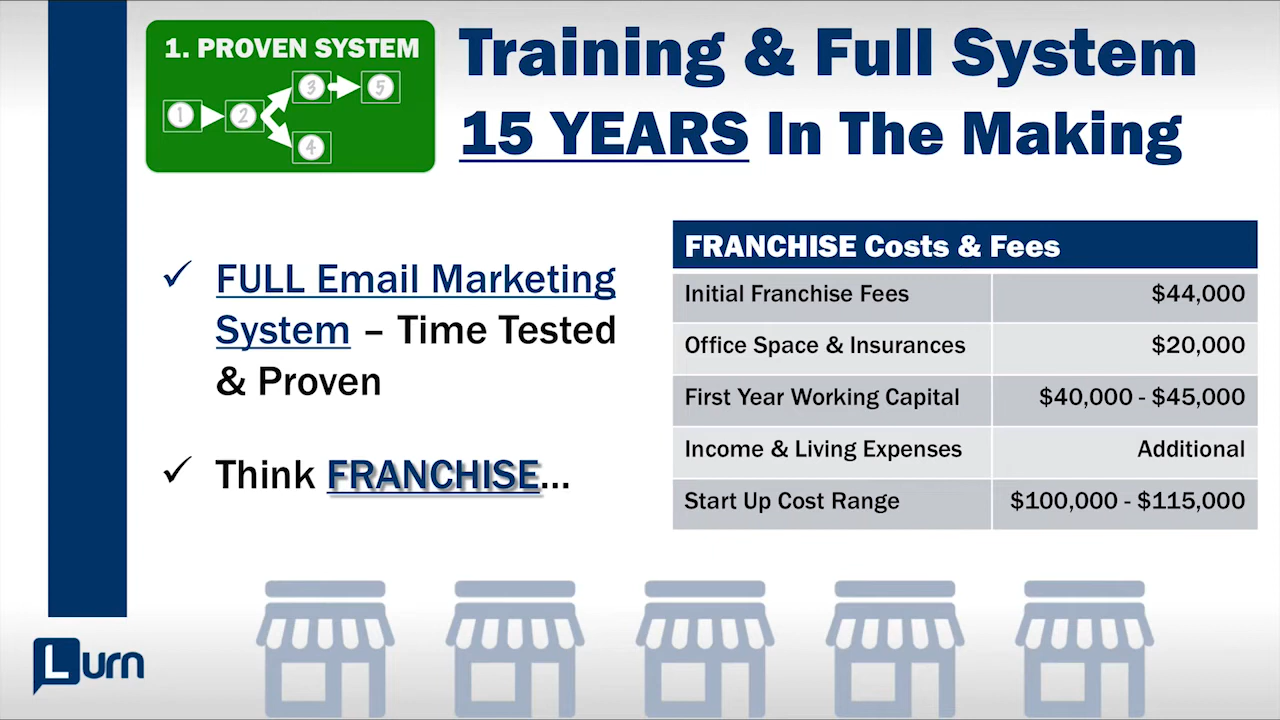 1. PROVEN SYSTEM
1
2
3
5
4
Training & Full System
15 YEARS In The Making
✓ FULL Email Marketing
System – Time Tested
& Proven
✓ Think FRANCHISE...
FRANCHISE Costs & Fees
Initial Franchise Fees $44,000
Office Space & Insurances $20,000
First Year Working Capital $40,000 - $45,000
Income & Living Expenses Additional
Start Up Cost Range $100,000 - $115,000
Lurn